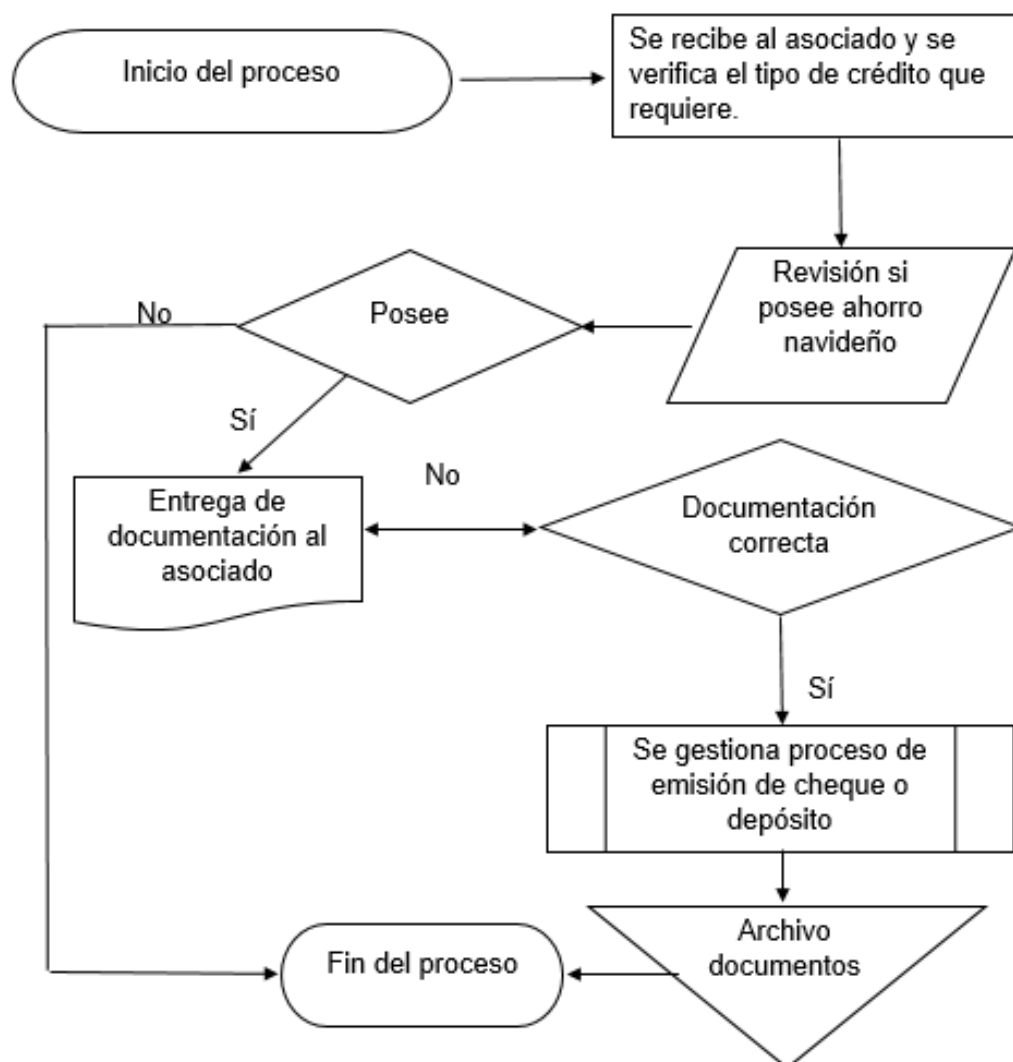 Inicio del proceso
Se recibe al asociado y se
verifica el tipo de crédito que
requiere.
Revisión si
posee ahorro
navideño
Posee
No
Sí
Entrega de
documentación al
asociado
No
Documentación
correcta
Sí
Se gestiona proceso de
emisión de cheque o
depósito
Archivo
documentos
Fin del proceso